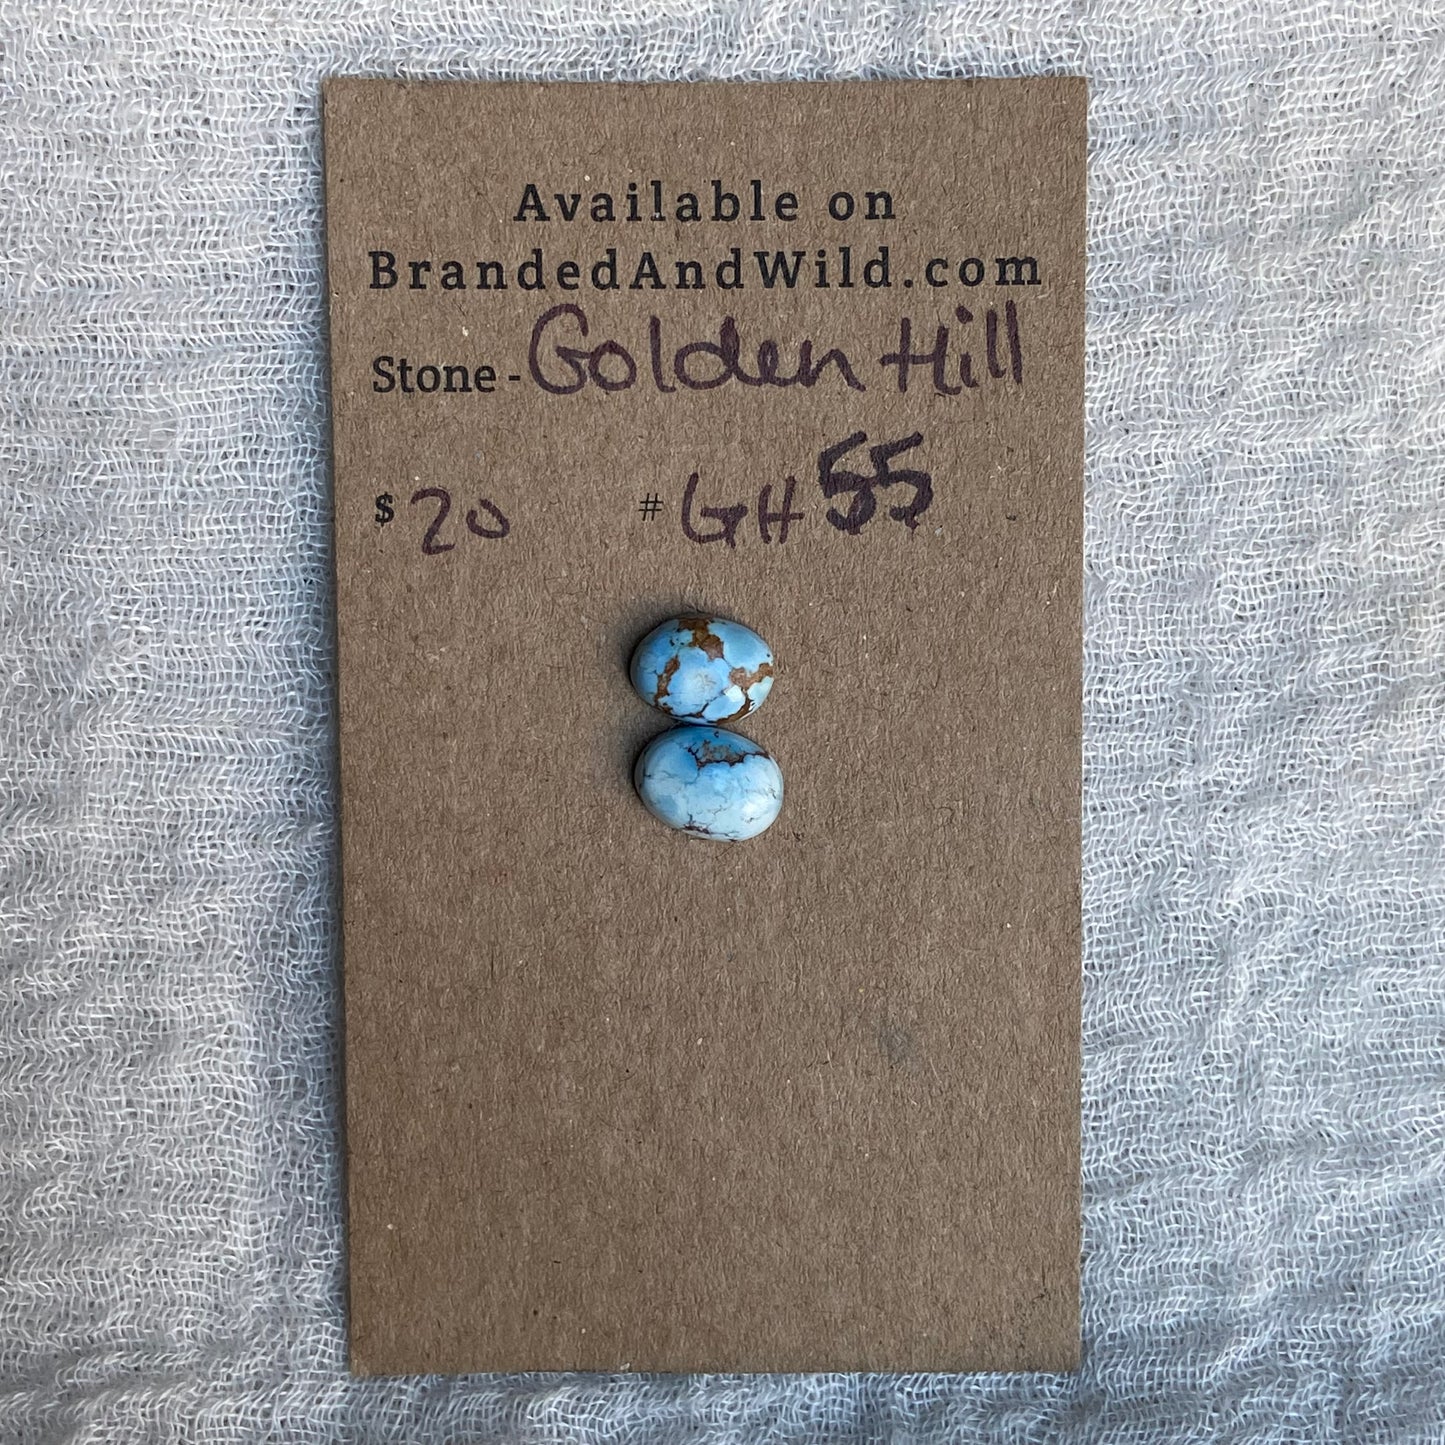 Available on
BrandedAndWild.com
Stone - Golden Hill
$ 20 # GH55